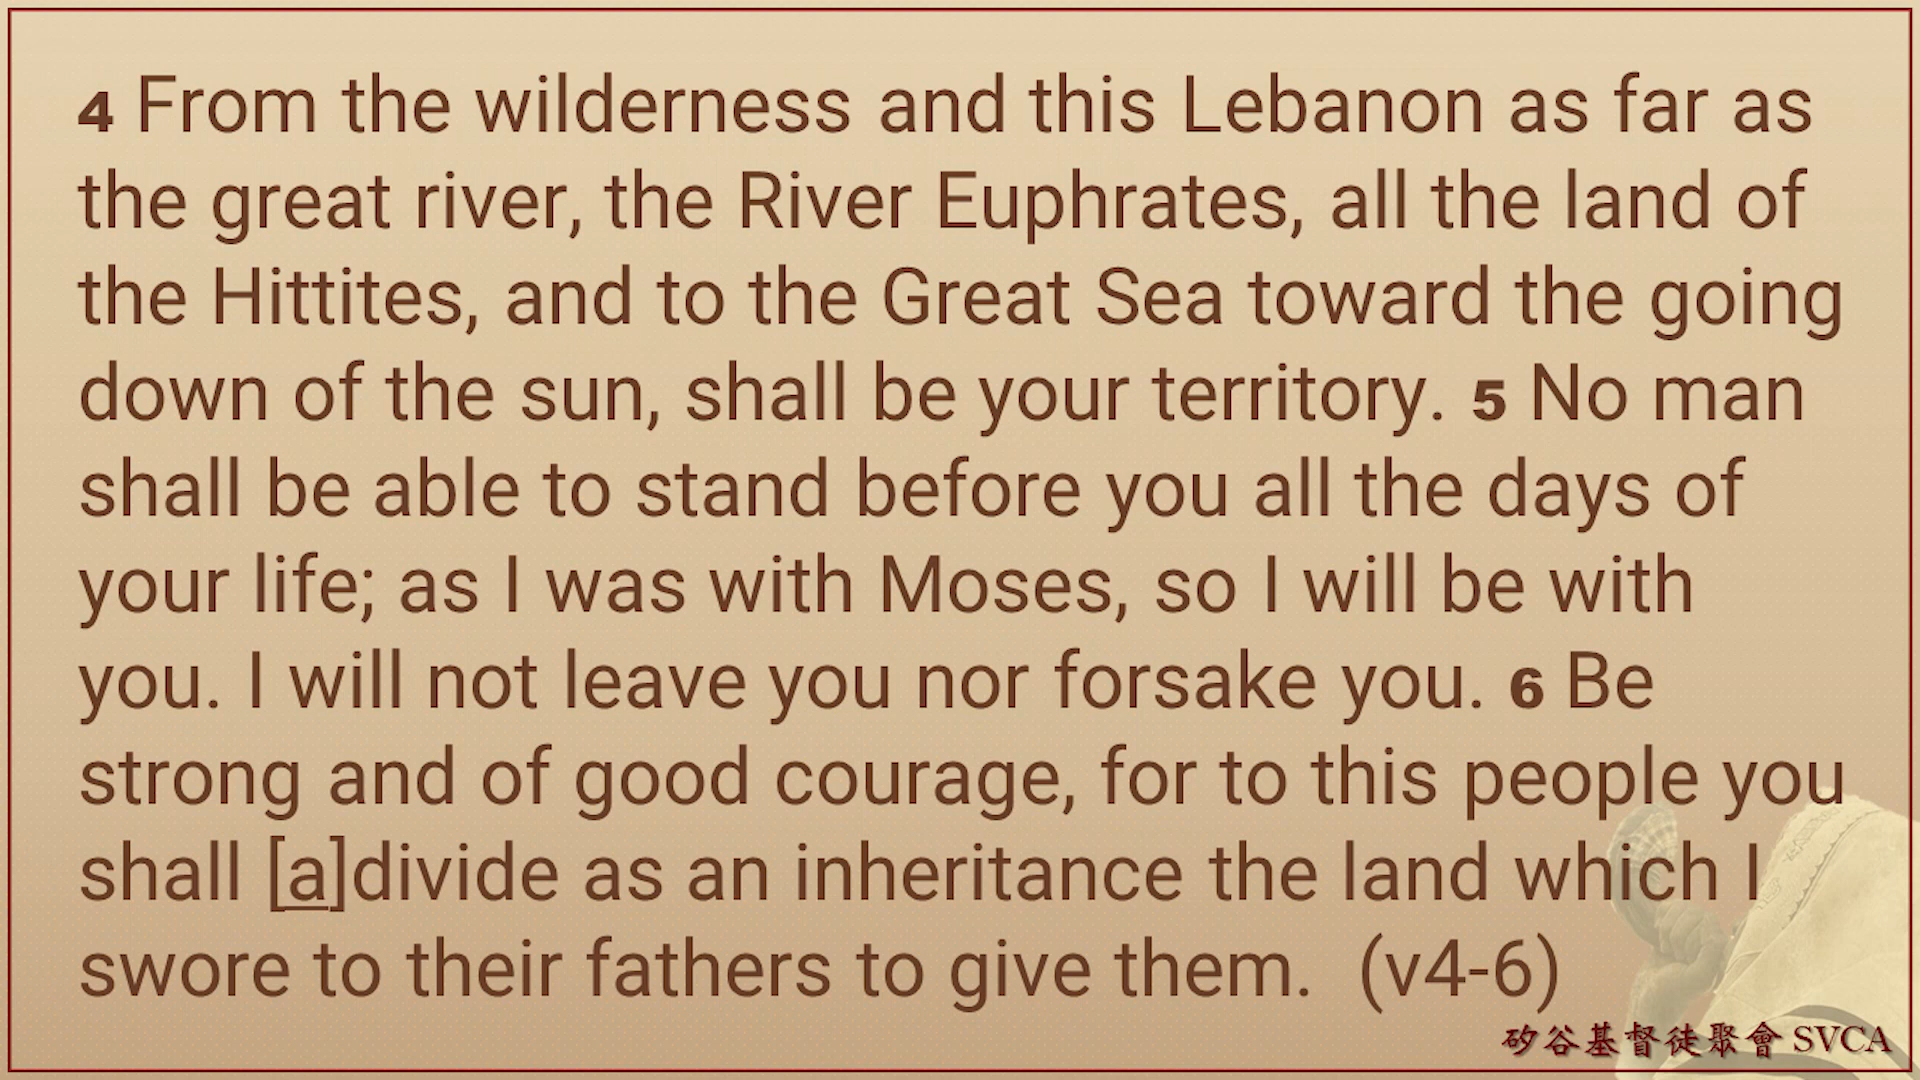 4 From the wilderness and this Lebanon as far as
the great river, the River Euphrates, all the land of
the Hittites, and to the Great Sea toward the going
down of the sun, shall be your territory. 5 No man
shall be able to stand before you all the days of
your life; as I was with Moses, so I will be with
you. I will not leave you nor forsake you. 6 Be
strong and of good courage, for to this people you
shall [a]divide as an inheritance the land which I
swore to their fathers to give them.  (v4-6)
矽谷基督徒聚會 SVCA